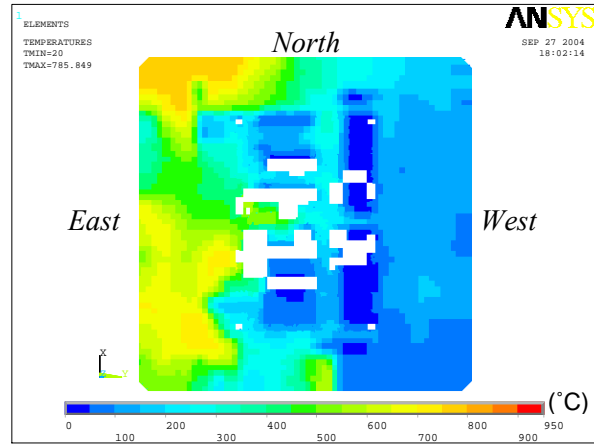 1
ELEMENTS
ANSYS
TEMPERATURES
TMIN=20
TMAX=785.849
North
SEP 27 2004
18:02:14
East
West
X
Z Y
(°C)
0 200 400 600 800 950
100 300 500 700 900